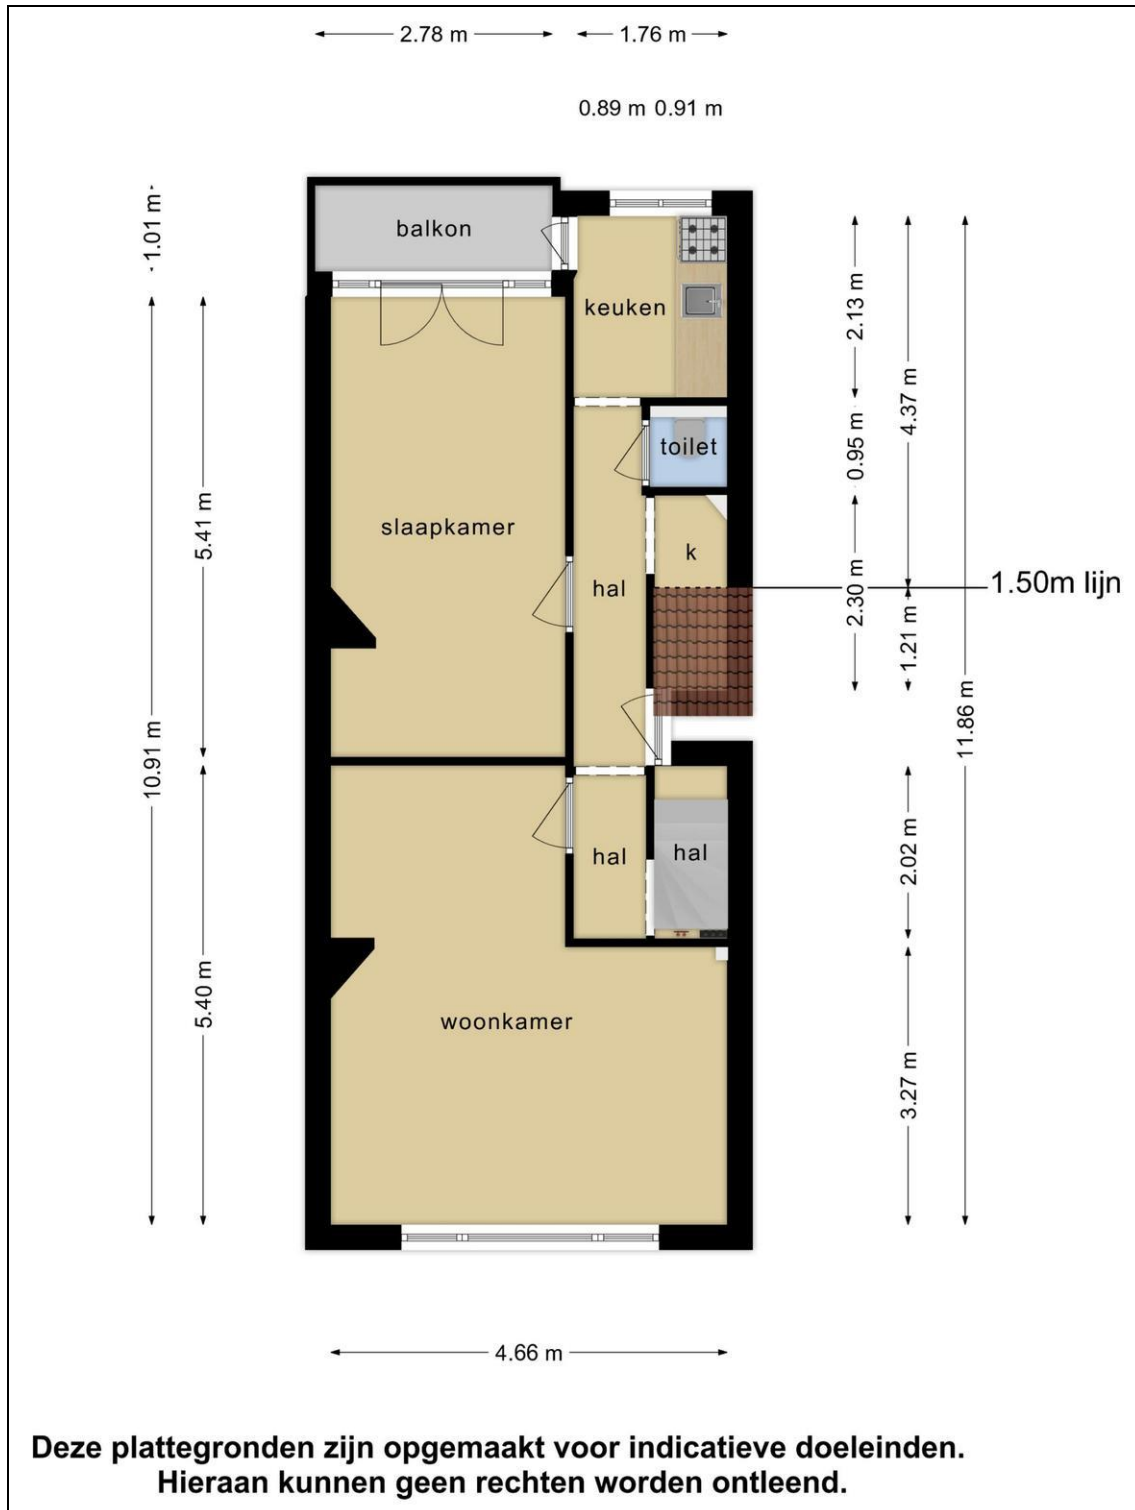 2.78 m
1.76 m
0.89 m 0.91 m
1.01 m
balkon
keuken
2.13 m
4.37 m
toilet
0.95 m
slaapkamer
5.41 m
k
hal
2.30 m
1.50m lijn
1.21 m
11.86 m
10.91 m
hal
hal
2.02 m
5.40 m
woonkamer
3.27 m
4.66 m
Deze plattegronden zijn opgemaakt voor indicatieve doeleinden.
Hieraan kunnen geen rechten worden ontleend.